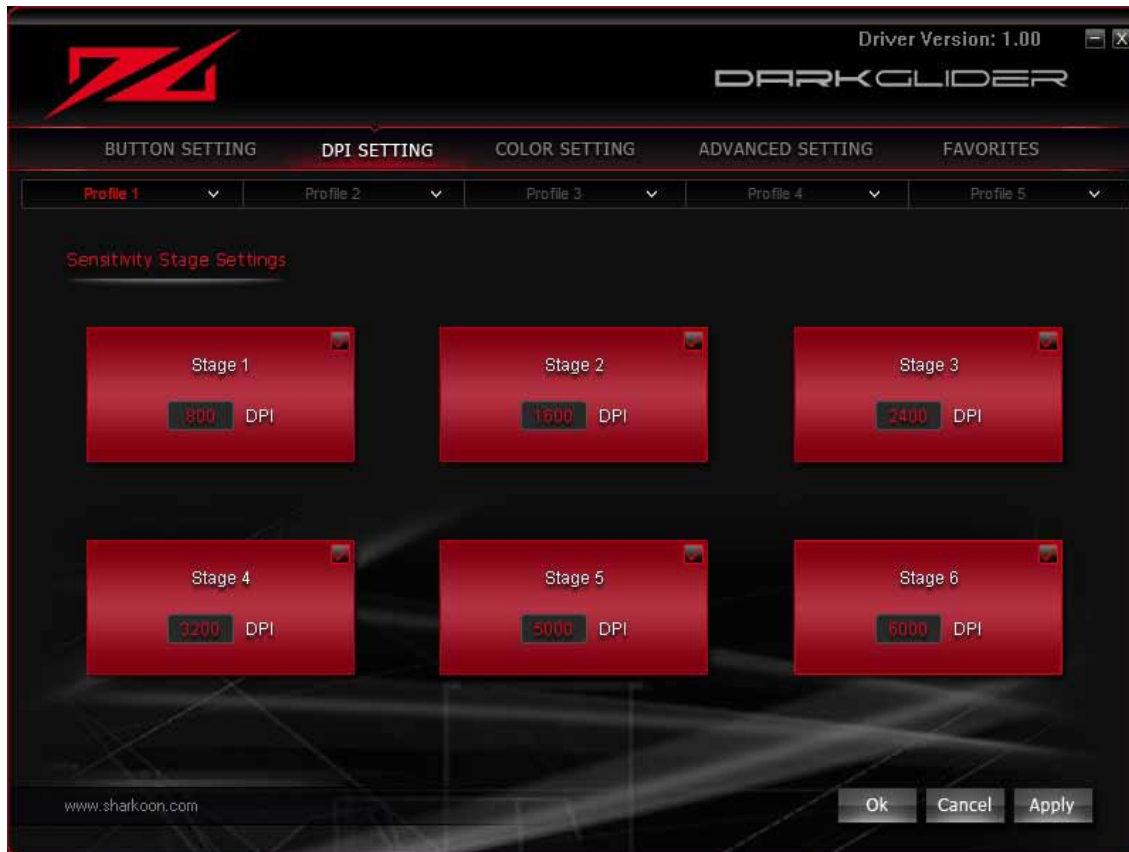 Driver Version: 1.00
DARKGLIDER
BUTTON SETTING DPI SETTING COLOR SETTING ADVANCED SETTING FAVORITES
Profile 1 Profile 2 Profile 3 Profile 4 Profile 5
Sensitivity Stage Settings
Stage 1 Stage 2 Stage 3
800 DPI 1600 DPI 2400 DPI
Stage 4 Stage 5 Stage 6
3200 DPI 5000 DPI 6000 DPI
www.sharkoon.com Ok Cancel Apply